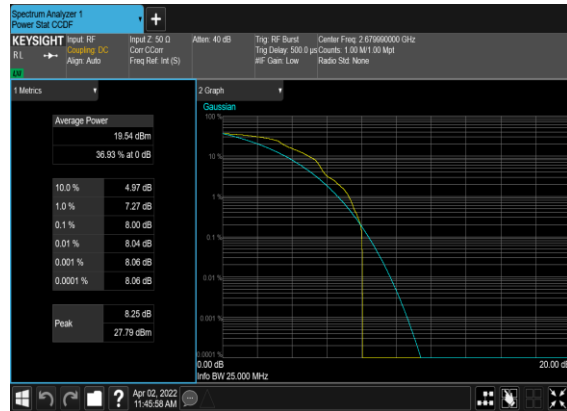 Spectrum Analyzer 1
Power Stat CCDF
KEYSIGHT
Input: RF
Input Z: 50 Ω
Atten: 40 dB
Trig: RF Burst
Center Freq: 2.679990000 GHz
RL
Coupling: DC
Corr CCorr
Trig Delay: 500.0 µs
Counts: 1.00 M/1.00 Mpt
Align: Auto
Freq Ref: Int (S)
#IF Gain: Low
Radio Std: None
1 Metrics
2 Graph
Gaussian
Average Power
19.54 dBm
36.93 % at 0 dB
10.0 % 4.97 dB
1.0 % 7.27 dB
0.1 % 8.00 dB
0.01 % 8.04 dB
0.001 % 8.06 dB
0.0001 % 8.06 dB
Peak
8.25 dB
27.79 dBm
100 %
10 %
1 %
0.1 %
0.01 %
0.001 %
0.0001 %
0.00 dB
20.00 dB
Info BW 25.000 MHz
?
Apr 02, 2022
11:45:58 AM